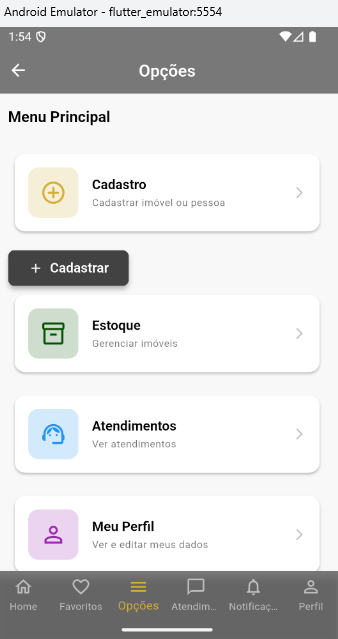 Android Emulator - flutter_emulator:5554
1:54
Opções
Menu Principal
Cadastro
Cadastrar imóvel ou pessoa
+ Cadastrar
Estoque
Gerenciar imóveis
Atendimentos
Ver atendimentos
Meu Perfil
Ver e editar meus dados
Home Favoritos Opções Atendim... Notificaç... Perfil